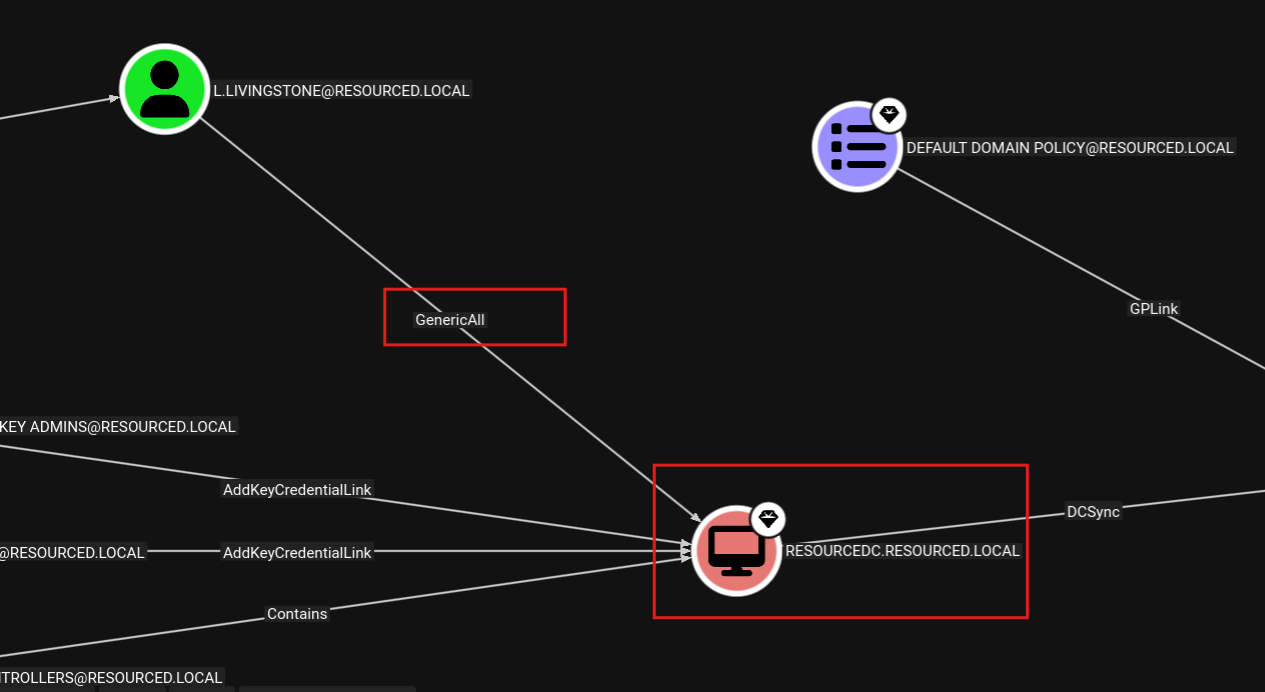 L.LIVINGSTONE@RESOURCED.LOCAL
DEFAULT DOMAIN POLICY@RESOURCED.LOCAL
GPLink
GenericAll
KEY ADMINS@RESOURCED.LOCAL
AddKeyCredentialLink
DCSync
@RESOURCED.LOCAL
AddKeyCredentialLink
RESOURCEDC.RESOURCED.LOCAL
Contains
TROLLERS@RESOURCED.LOCAL